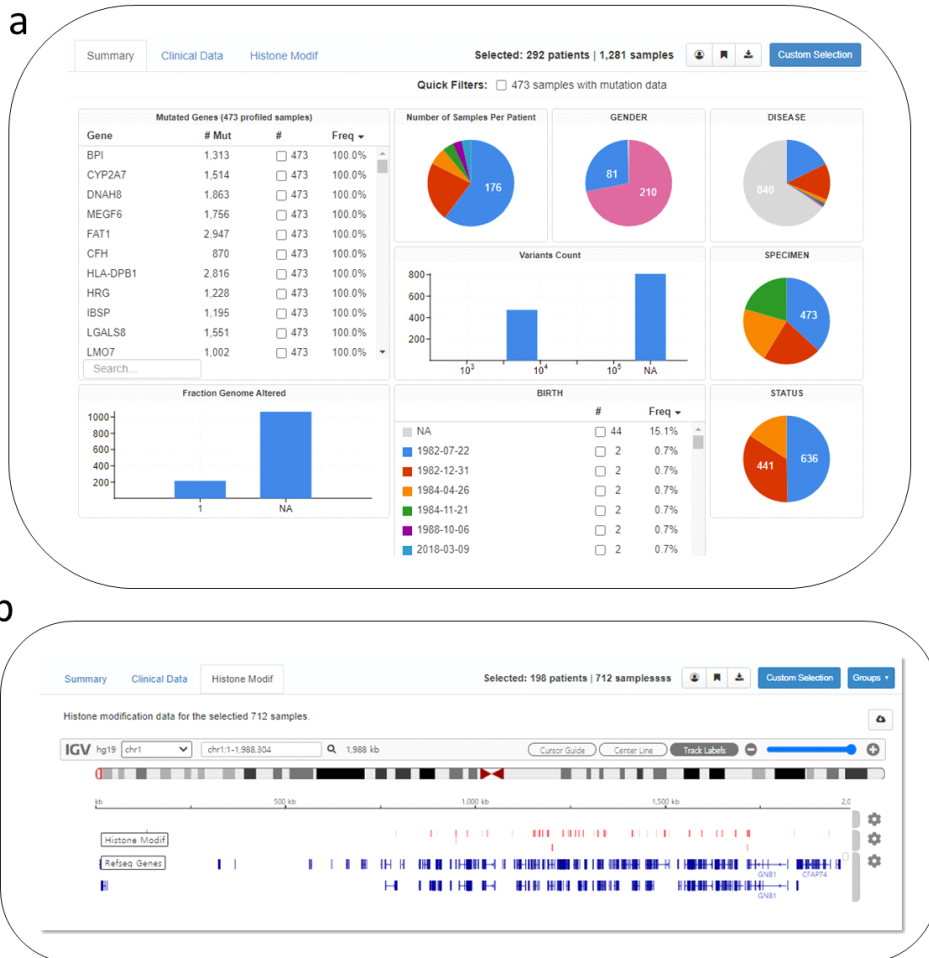 a
Summary Clinical Data Histone Modif Selected: 292 patients | 1,281 samples Custom Selection
Quick Filters: 473 samples with mutation data
Mutated Genes (473 profiled samples)
Gene # Mut # Freq
BPI 1,313 473 100.0%
CYP2A7 1,514 473 100.0%
DNAH8 1,863 473 100.0%
MEGF6 1,756 473 100.0%
FAT1 2,947 473 100.0%
CFH 870 473 100.0%
HLA-DPB1 2,816 473 100.0%
HRG 1,228 473 100.0%
IBSP 1,195 473 100.0%
LGALS8 1,551 473 100.0%
LMO7 1,002 473 100.0%
Search...
Number of Samples Per Patient
176
GENDER
81
210
DISEASE
840
Variants Count
800
600
400
200
10³ 10⁴ 10⁵ NA
SPECIMEN
473
Fraction Genome Altered
1000
800
600
400
200
1 NA
BIRTH
# Freq
NA 44 15.1%
1982-07-22 2 0.7%
1982-12-31 2 0.7%
1984-04-26 2 0.7%
1984-11-21 2 0.7%
1988-10-06 2 0.7%
2018-03-09 2 0.7%
STATUS
441
636
b
Summary Clinical Data Histone Modif Selected: 198 patients | 712 samplessss Custom Selection Groups
Histone modification data for the selectied 712 samples.
IGV hg19 chr1 chr1:1-1,988,304 1,988 kb Cursor Guide Center Line Track Labels
kb 500 kb 1,000 kb 1,500 kb 2,0
Histone Modif
Refseq Genes
GNB1 CFAP74
GNB1